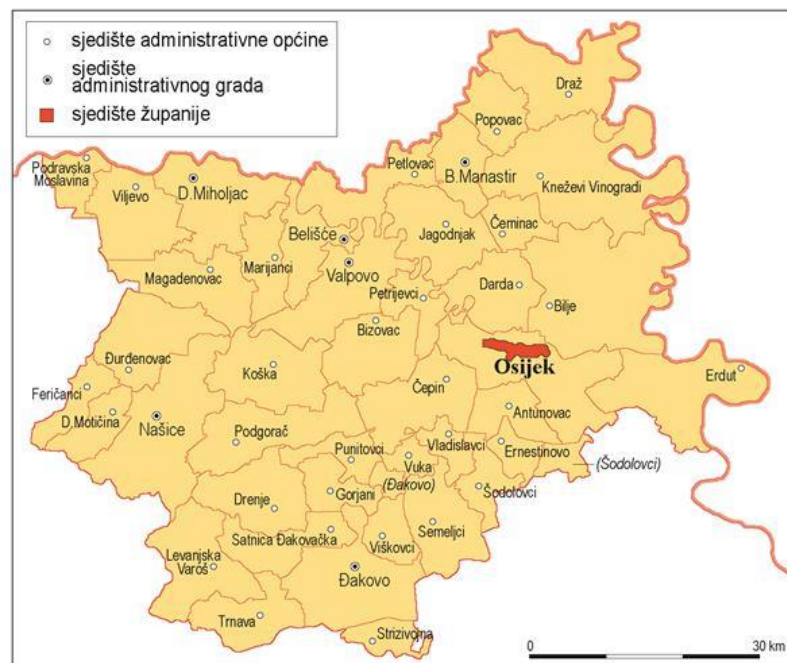 sjedište administrativne općine
sjedište
administrativnog grada
sjedište županije
Draž
Popovac
Podravska
Moslavina
Viljevo
D.Miholjac
Petlovac
B.Manastir
Kneževi Vinogradi
Belišće
Jagodnjak
Čeminac
Magadenovac
Marijanci
Valpovo
Petrijevci
Darda
Bilje
Bizovac
Đurđenovac
Koška
Osijek
Feričanci
Čepin
Erdut
D.Motičina
Našice
Antunovac
Podgorač
Punitovci
Vladislavci
Ernestinovo
Vuka
(Šodolovci)
Drenje
Gorjani
(Đakovo)
Šodolovci
Satnica Đakovačka
Viškovci
Semeljci
Levanjska
Varoš
Đakovo
Trnava
Strizivojna
0
30 km